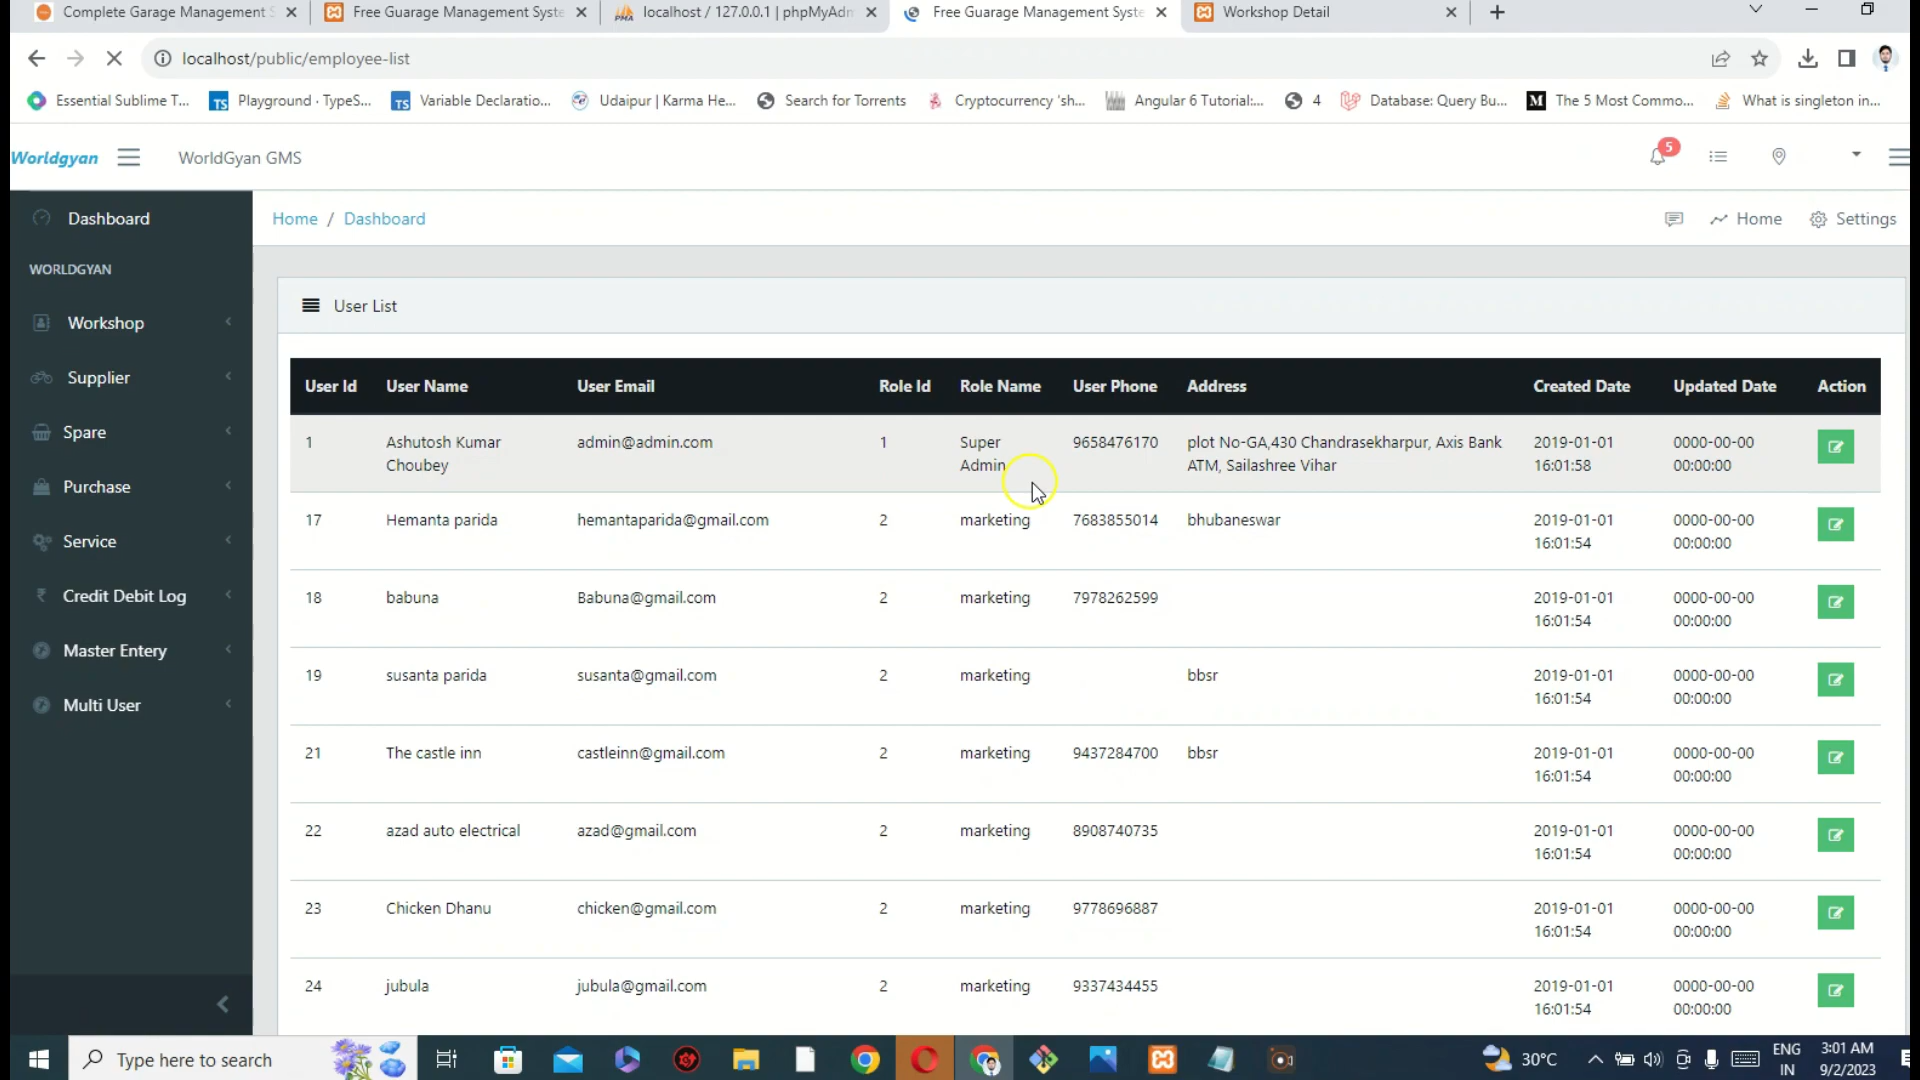 Complete Garage Management S
Free Guarage Management Syste
localhost / 127.0.0.1 | phpMyAdm
Free Guarage Management Syste
Workshop Detail
localhost/public/employee-list
Essential Sublime T...
TS
Playground · TypeS...
TS
Variable Declaratio...
Udaipur | Karma He...
Search for Torrents
Cryptocurrency 'sh...
Angular 6 Tutorial:...
4
Database: Query Bu...
M
The 5 Most Commo...
What is singleton in...
Worldgyan
WorldGyan GMS
5
Dashboard
Home / Dashboard
Home
Settings
WORLDGYAN
Workshop
Supplier
Spare
Purchase
Service
Credit Debit Log
Master Entery
Multi User
User List
User Id User Name User Email Role Id Role Name User Phone Address Created Date Updated Date Action
1 Ashutosh Kumar admin@admin.com 1 Super 9658476170 plot No-GA,430 Chandrasekharpur, Axis Bank 2019-01-01 0000-00-00
Choubey Admin ATM, Sailashree Vihar 16:01:58 00:00:00
17 Hemanta parida hemantaparida@gmail.com 2 marketing 7683855014 bhubaneswar 2019-01-01 0000-00-00
16:01:54 00:00:00
18 babuna Babuna@gmail.com 2 marketing 7978262599 2019-01-01 0000-00-00
16:01:54 00:00:00
19 susanta parida susanta@gmail.com 2 marketing bbsr 2019-01-01 0000-00-00
16:01:54 00:00:00
21 The castle inn castleinn@gmail.com 2 marketing 9437284700 bbsr 2019-01-01 0000-00-00
16:01:54 00:00:00
22 azad auto electrical azad@gmail.com 2 marketing 8908740735 2019-01-01 0000-00-00
16:01:54 00:00:00
23 Chicken Dhanu chicken@gmail.com 2 marketing 9778696887 2019-01-01 0000-00-00
16:01:54 00:00:00
24 jubula jubula@gmail.com 2 marketing 9337434455 2019-01-01 0000-00-00
16:01:54 00:00:00
Type here to search
30°C
ENG
IN
3:01 AM
9/2/2023